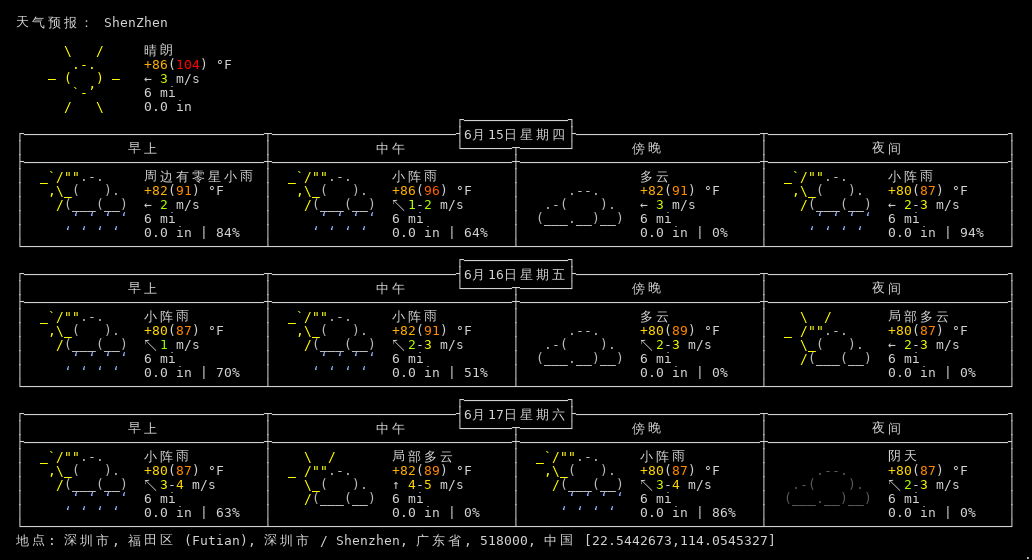 天气预报： ShenZhen
晴朗
+86(104) °F
← 3 m/s
6 mi
0.0 in
6月15日星期四
早上 中午 傍晚 夜间
周边有零星小雨 小阵雨 多云 小阵雨
+82(91) °F +86(96) °F +82(91) °F +80(87) °F
← 2 m/s ↖ 1-2 m/s ← 3 m/s ← 2-3 m/s
6 mi 6 mi 6 mi 6 mi
0.0 in | 84% 0.0 in | 64% 0.0 in | 0% 0.0 in | 94%
6月16日星期五
早上 中午 傍晚 夜间
小阵雨 小阵雨 多云 局部多云
+80(87) °F +82(91) °F +80(89) °F +80(87) °F
↖ 1 m/s ↖ 2-3 m/s ↖ 2-3 m/s ← 2-3 m/s
6 mi 6 mi 6 mi 6 mi
0.0 in | 70% 0.0 in | 51% 0.0 in | 0% 0.0 in | 0%
6月17日星期六
早上 中午 傍晚 夜间
小阵雨 局部多云 小阵雨 阴天
+80(87) °F +82(89) °F +80(87) °F +80(87) °F
↖ 3-4 m/s ↑ 4-5 m/s ↖ 3-4 m/s ↖ 2-3 m/s
6 mi 6 mi 6 mi 6 mi
0.0 in | 63% 0.0 in | 0% 0.0 in | 86% 0.0 in | 0%
地点: 深圳市, 福田区 (Futian), 深圳市 / Shenzhen, 广东省, 518000, 中国 [22.5442673,114.0545327]